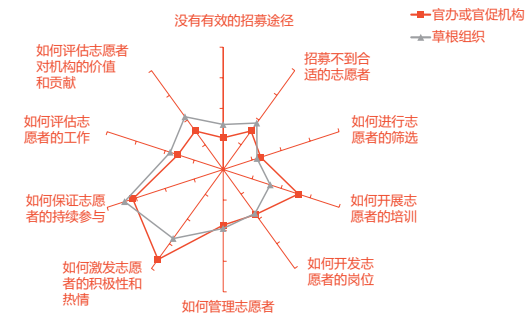 没有有效的招募途径
官办或官促机构
草根组织
招募不到合
适的志愿者
如何进行志
愿者的筛选
如何开展志
愿者的培训
如何开发志
愿者的岗位
如何管理志愿者
如何激发志愿
者的积极性和
热情
如何保证志愿
者的持续参与
如何评估志
愿者的工作
如何评估志愿者
对机构的价值
和贡献